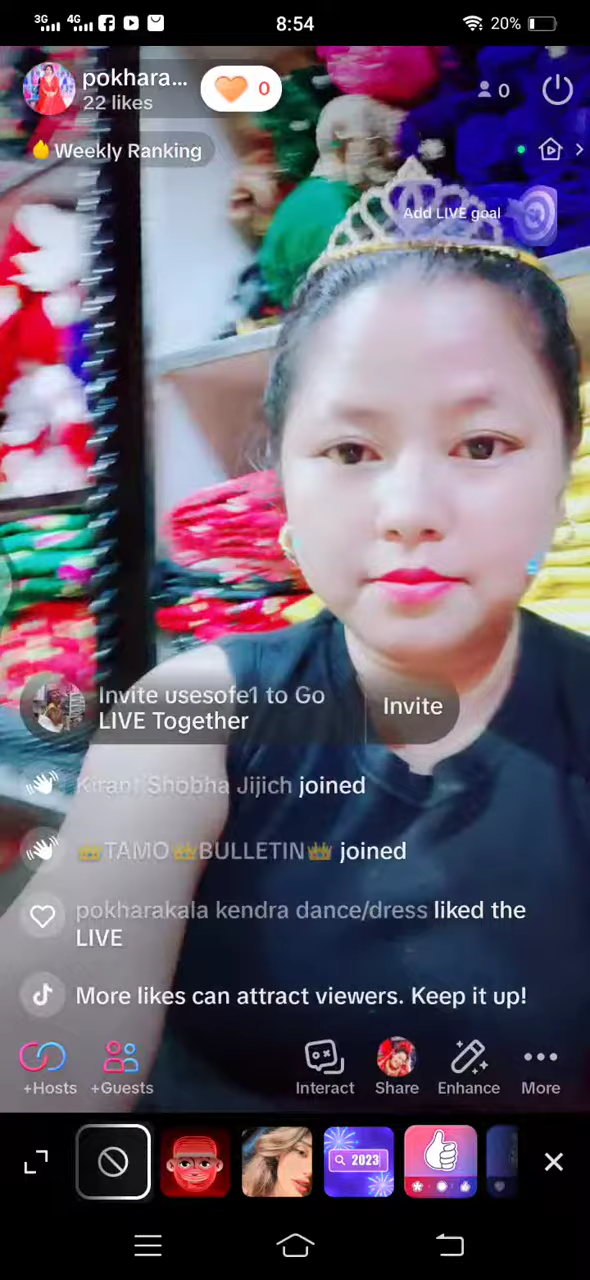 3G 4G 8:54 20%
pokhara... 0 0
22 likes
Weekly Ranking
Add LIVE goal
Invite usesofe1 to Go
LIVE Together
Invite
Kirant Shobha Jijich joined
👑TAMO👑BULLETIN👑 joined
pokharakala kendra dance/dress liked the
LIVE
More likes can attract viewers. Keep it up!
+Hosts +Guests Interact Share Enhance More
2023